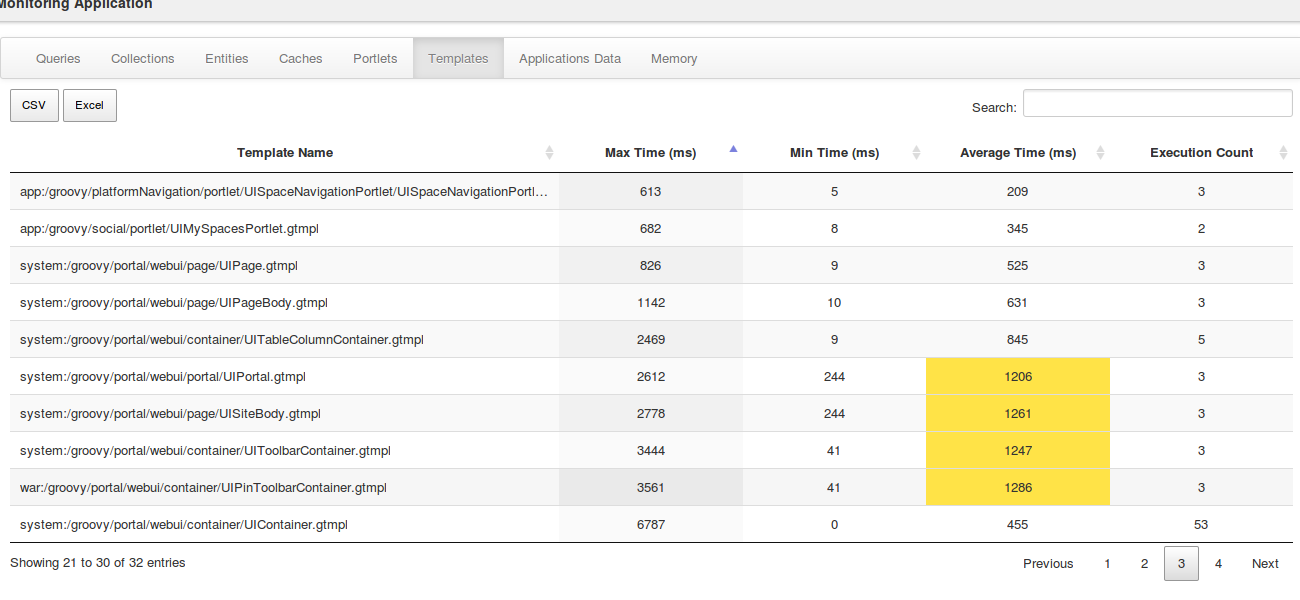 Monitoring Application
Queries Collections Entities Caches Portlets Templates Applications Data Memory
CSV Excel Search:
Template Name Max Time (ms) Min Time (ms) Average Time (ms) Execution Count
app:/groovy/platformNavigation/portlet/UISpaceNavigationPortlet/UISpaceNavigationPortl... 613 5 209 3
app:/groovy/social/portlet/UIMySpacesPortlet.gtmpl 682 8 345 2
system:/groovy/portal/webui/page/UIPage.gtmpl 826 9 525 3
system:/groovy/portal/webui/page/UIPageBody.gtmpl 1142 10 631 3
system:/groovy/portal/webui/container/UITableColumnContainer.gtmpl 2469 9 845 5
system:/groovy/portal/webui/portal/UIPortal.gtmpl 2612 244 1206 3
system:/groovy/portal/webui/page/UISiteBody.gtmpl 2778 244 1261 3
system:/groovy/portal/webui/container/UIToolbarContainer.gtmpl 3444 41 1247 3
war:/groovy/portal/webui/container/UIPinToolbarContainer.gtmpl 3561 41 1286 3
system:/groovy/portal/webui/container/UIContainer.gtmpl 6787 0 455 53
Showing 21 to 30 of 32 entries Previous 1 2 3 4 Next